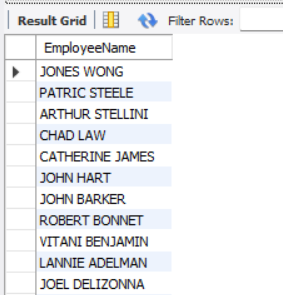 Result Grid Filter Rows:
EmployeeName
JONES WONG
PATRIC STEELE
ARTHUR STELLINI
CHAD LAW
CATHERINE JAMES
JOHN HART
JOHN BARKER
ROBERT BONNET
VITANI BENJAMIN
LANNIE ADELMAN
JOEL DELIZONNA